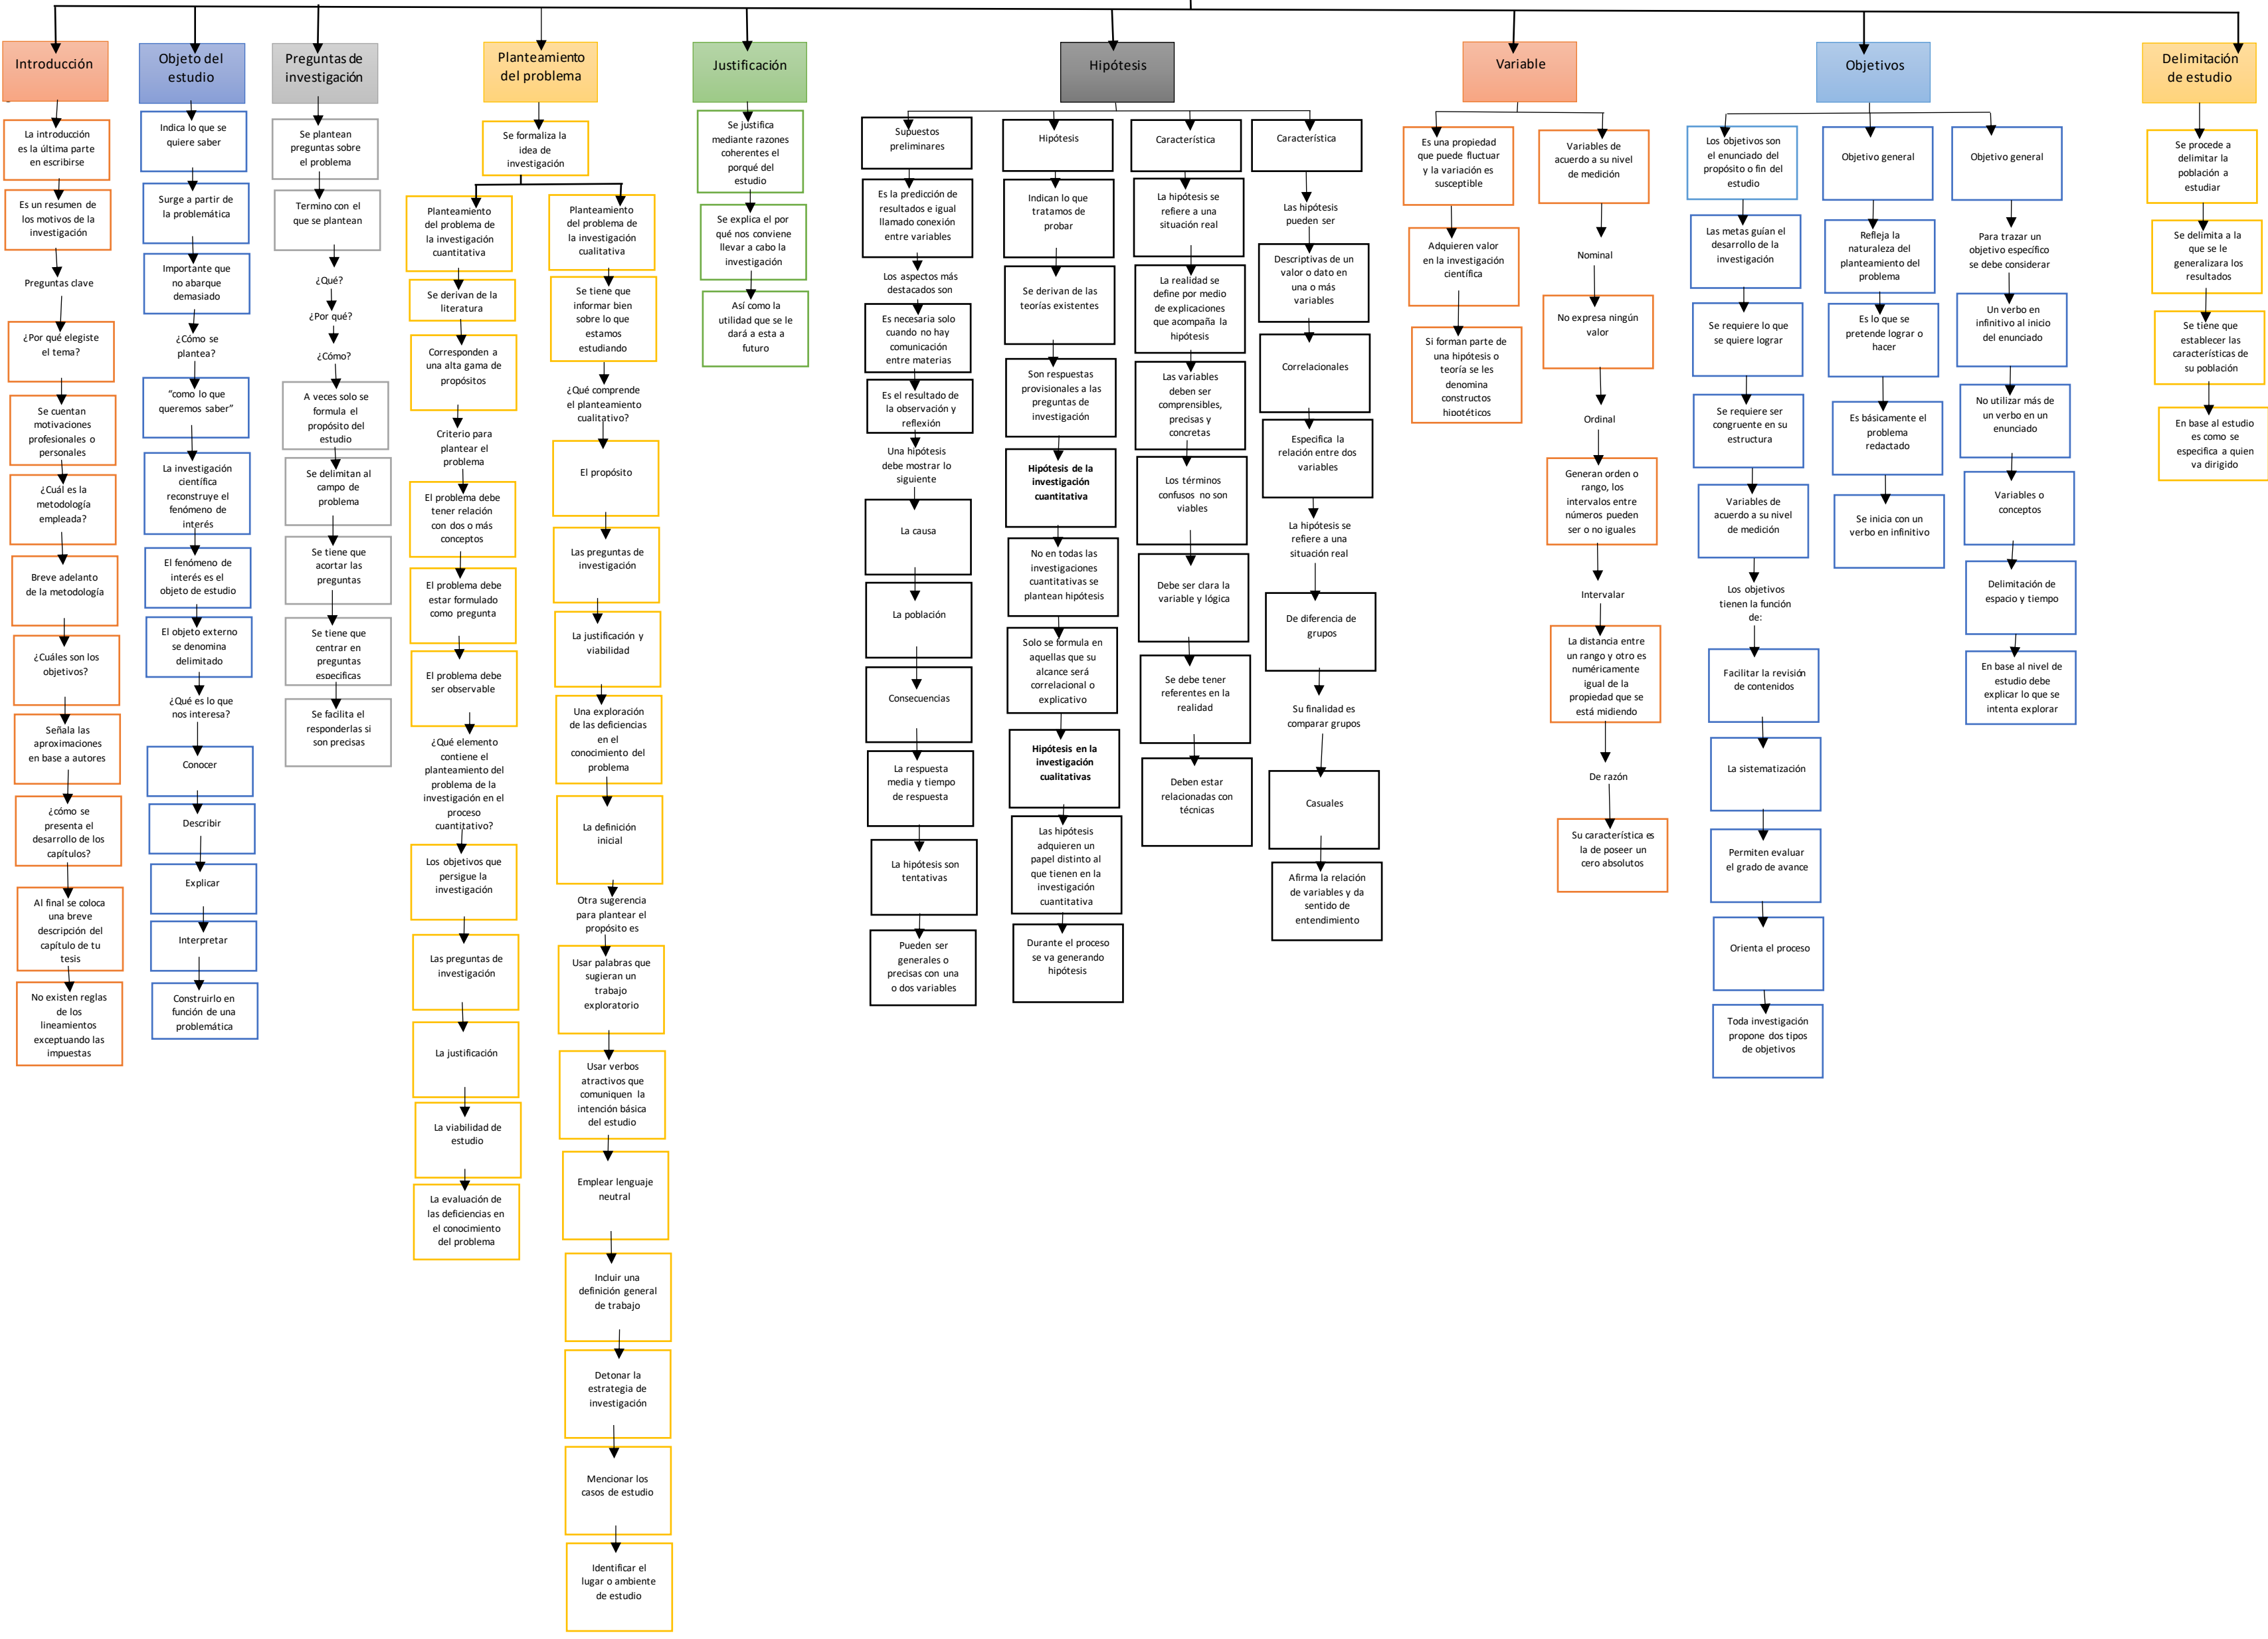 Introducción
La introducción
es la última parte
en escribirse
Es un resumen de
los motivos de la
investigación
Preguntas clave
¿Por qué elegiste
el tema?
Se cuentan
motivaciones
profesionales o
personales
¿Cuál es la
metodología
empleada?
Breve adelanto
de la metodología
¿Cuáles son los
objetivos?
Señala las
aproximaciones
en base a autores
¿cómo se
presenta el
desarrollo de los
capítulos?
Al final se coloca
una breve
descripción del
capítulo de tu
tesis
No existen reglas
de los
lineamientos
exceptuando las
impuestas
Objeto del
estudio
Indica lo que se
quiere saber
Surge a partir de
la problemática
Importante que
no abarque
demasiado
¿Cómo se
plantea?
"como lo que
queremos saber"
La investigación
científica
reconstruye el
fenómeno de
interés
El fenómeno de
interés es el
objeto de estudio
El objeto externo
se denomina
delimitado
¿Qué es lo que
nos interesa?
Conocer
Describir
Explicar
Interpretar
Construirlo en
función de una
problemática
Preguntas de
investigación
Se plantean
preguntas sobre
el problema
Termino con el
que se plantean
¿Qué?
¿Por qué?
¿Cómo?
A veces solo se
formula el
propósito del
estudio
Se delimitan al
campo de
problema
Se tiene que
acortar las
preguntas
Se tiene que
centrar en
preguntas
especificas
Se facilita el
responderlas si
son precisas
Planteamiento
del problema
Se formaliza la
idea de
investigación
Planteamiento
del problema de
la investigación
cuantitativa
Se derivan de la
literatura
Corresponden a
una alta gama de
propósitos
Criterio para
plantear el
problema
El problema debe
tener relación
con dos o más
conceptos
El problema debe
estar formulado
como pregunta
El problema debe
ser observable
¿Qué elemento
contiene el
planteamiento del
problema de la
investigación en el
proceso
cuantitativo?
Los objetivos que
persigue la
investigación
Las preguntas de
investigación
La justificación
La viabilidad de
estudio
La evaluación de
las deficiencias en
el conocimiento
del problema
Planteamiento
del problema de
la investigación
cualitativa
Se tiene que
informar bien
sobre lo que
estamos
estudiando
¿Qué comprende
el planteamiento
cualitativo?
El propósito
Las preguntas de
investigación
La justificación y
viabilidad
Una exploración
de las deficiencias
en el
conocimiento del
problema
La definición
inicial
Otra sugerencia
para plantear el
propósito es
Usar palabras que
sugieran un
trabajo
exploratorio
Usar verbos
atractivos que
comuniquen la
intención básica
del estudio
Emplear lenguaje
neutral
Incluir una
definición general
de trabajo
Detonar la
estrategia de
investigación
Mencionar los
casos de estudio
Identificar el
lugar o ambiente
de estudio
Justificación
Se justifica
mediante razones
coherentes el
porqué del
estudio
Se explica el por
qué nos conviene
llevar a cabo la
investigación
Así como la
utilidad que se le
dará a esta a
futuro
Hipótesis
Supuestos
preliminares
Es la predicción de
resultados e igual
llamado conexión
entre variables
Los aspectos más
destacados son
Es necesaria solo
cuando no hay
comunicación
entre materias
Es el resultado de
la observación y
reflexión
Una hipótesis
debe mostrar lo
siguiente
La causa
La población
Consecuencias
La respuesta
media y tiempo
de respuesta
La hipótesis son
tentativas
Pueden ser
generales o
precisas con una
o dos variables
Hipótesis
Indican lo que
tratamos de
probar
Se derivan de las
teorías existentes
Son respuestas
provisionales a las
preguntas de
investigación
Hipótesis de la
investigación
cuantitativa
No en todas las
investigaciones
cuantitativas se
plantean hipótesis
Solo se formula en
aquellas que su
alcance será
correlacional o
explicativo
Hipótesis en la
investigación
cualitativas
Las hipótesis
adquieren un
papel distinto al
que tienen en la
investigación
cuantitativa
Durante el proceso
se va generando
hipótesis
Característica
La hipótesis se
refiere a una
situación real
La realidad se
define por medio
de explicaciones
que acompaña la
hipótesis
Las variables
deben ser
comprensibles,
precisas y
concretas
Los términos
confusos no son
viables
Debe ser clara la
variable y lógica
Se debe tener
referentes en la
realidad
Deben estar
relacionadas con
técnicas
Característica
Las hipótesis
pueden ser
Descriptivas de un
valor o dato en
una o más
variables
Correlacionales
Especifica la
relación entre dos
variables
La hipótesis se
refiere a una
situación real
De diferencia de
grupos
Su finalidad es
comparar grupos
Casuales
Afirma la relación
de variables y da
sentido de
entendimiento
Variable
Es una propiedad
que puede fluctuar
y la variación es
susceptible
Adquieren valor
en la investigación
científica
Si forman parte de
una hipótesis o
teoría se les
denomina
constructos
hipotéticos
Variables de
acuerdo a su nivel
de medición
Nominal
No expresa ningún
valor
Ordinal
Generan orden o
rango, los
intervalos entre
números pueden
ser o no iguales
Intervalar
La distancia entre
un rango y otro es
numéricamente
igual de la
propiedad que se
está midiendo
De razón
Su característica es
la de poseer un
cero absolutos
Objetivos
Los objetivos son
el enunciado del
propósito o fin del
estudio
Las metas guían el
desarrollo de la
investigación
Se requiere lo que
se quiere lograr
Se requiere ser
congruente en su
estructura
Variables de
acuerdo a su nivel
de medición
Los objetivos
tienen la función
de:
Facilitar la revisión
de contenidos
La sistematización
Permiten evaluar
el grado de avance
Orienta el proceso
Toda investigación
propone dos tipos
de objetivos
Objetivo general
Refleja la
naturaleza del
planteamiento del
problema
Es lo que se
pretende lograr o
hacer
Es básicamente el
problema
redactado
Se inicia con un
verbo en infinitivo
Objetivo general
Para trazar un
objetivo específico
se debe considerar
Un verbo en
infinitivo al inicio
del enunciado
No utilizar más de
un verbo en un
enunciado
Variables o
conceptos
Delimitación de
espacio y tiempo
En base al nivel de
estudio debe
explicar lo que se
intenta explorar
Delimitación
de estudio
Se procede a
delimitar la
población a
estudiar
Se delimita a la
que se le
generalizara los
resultados
Se tiene que
establecer las
características de
su población
En base al estudio
es como se
especifica a quien
va dirigido